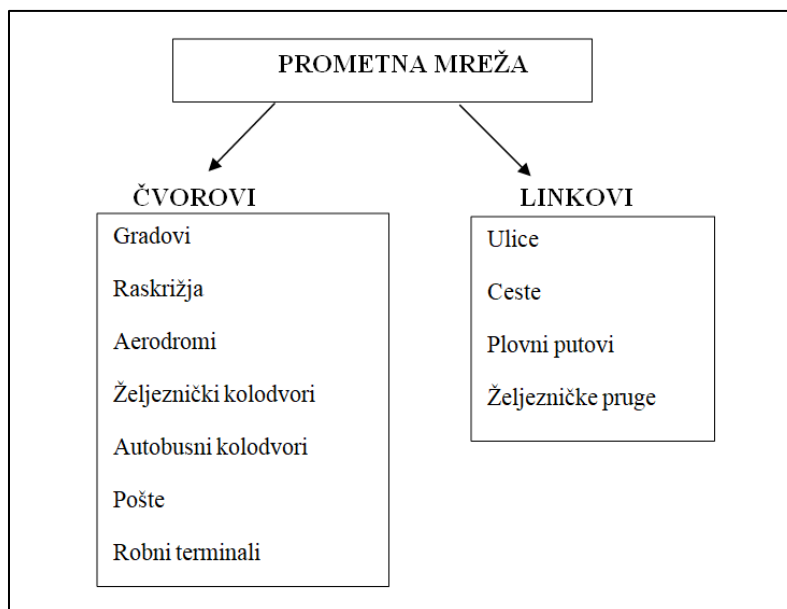 PROMETNA MREŽA
ČVOROVI
Gradovi
Raskrižja
Aerodromi
Željeznički kolodvori
Autobusni kolodvori
Pošte
Robni terminali
LINKOVI
Ulice
Ceste
Plovni putovi
Željezničke pruge